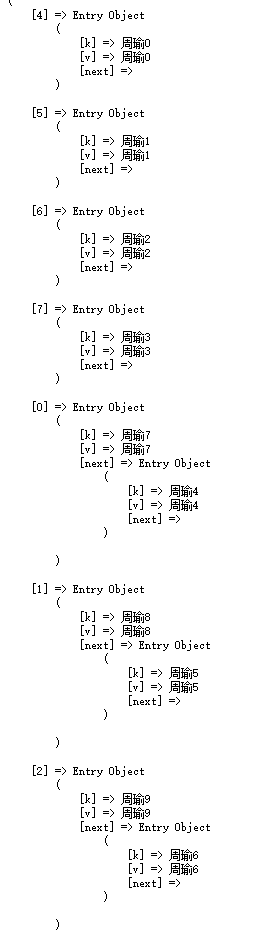 (
[4] => Entry Object
(
[k] => 周瑜0
[v] => 周瑜0
[next] =>
)
[5] => Entry Object
(
[k] => 周瑜1
[v] => 周瑜1
[next] =>
)
[6] => Entry Object
(
[k] => 周瑜2
[v] => 周瑜2
[next] =>
)
[7] => Entry Object
(
[k] => 周瑜3
[v] => 周瑜3
[next] =>
)
[0] => Entry Object
(
[k] => 周瑜7
[v] => 周瑜7
[next] => Entry Object
(
[k] => 周瑜4
[v] => 周瑜4
[next] =>
)
)
[1] => Entry Object
(
[k] => 周瑜8
[v] => 周瑜8
[next] => Entry Object
(
[k] => 周瑜5
[v] => 周瑜5
[next] =>
)
)
[2] => Entry Object
(
[k] => 周瑜9
[v] => 周瑜9
[next] => Entry Object
(
[k] => 周瑜6
[v] => 周瑜6
[next] =>
)
)